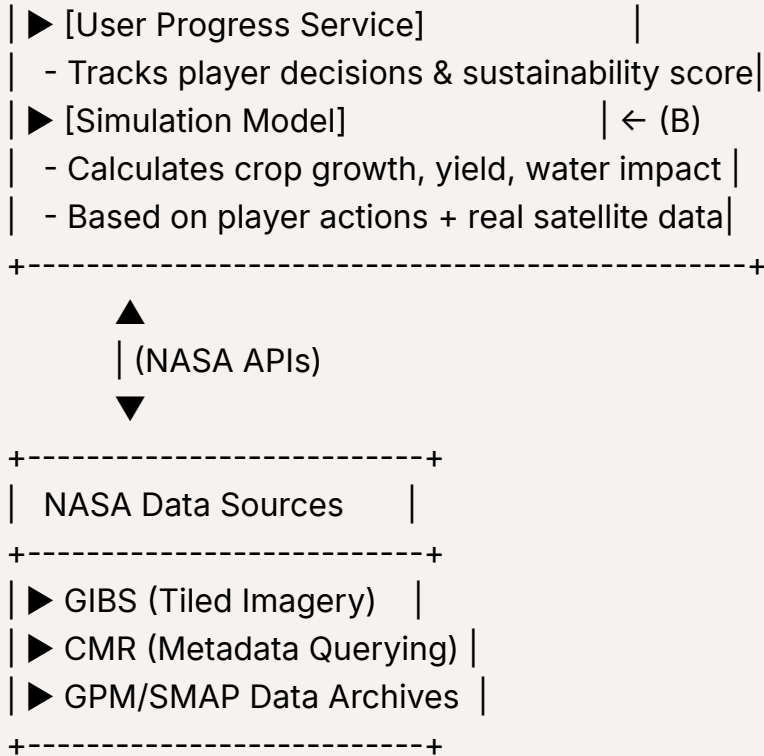 | ▶ [User Progress Service]                          |
|   - Tracks player decisions & sustainability score|
| ▶ [Simulation Model]                               | ← (B)
|   - Calculates crop growth, yield, water impact |
|   - Based on player actions + real satellite data|
+--------------------------------------------------+
▲
| (NASA APIs)
▼
+---------------------------+
|   NASA Data Sources        |
+---------------------------+
| ▶ GIBS (Tiled Imagery)    |
| ▶ CMR (Metadata Querying) |
| ▶ GPM/SMAP Data Archives  |
+---------------------------+